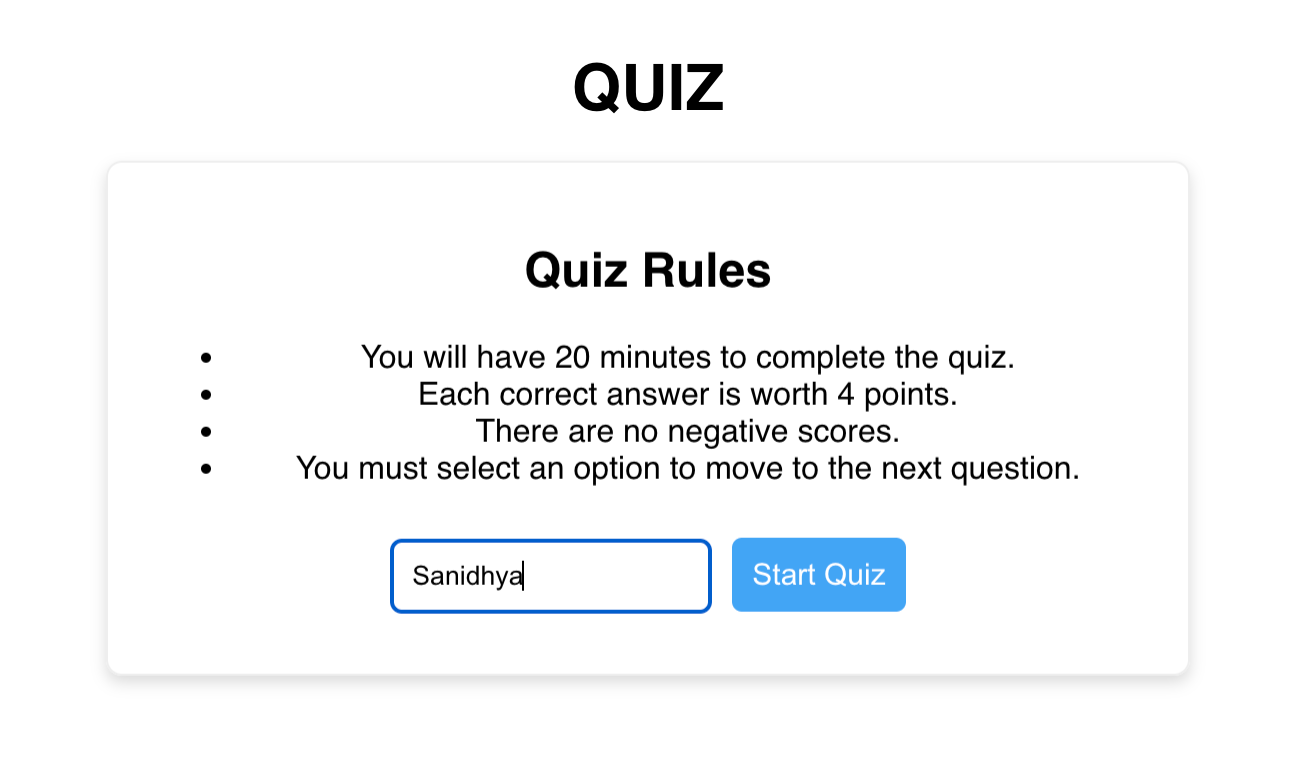 QUIZ
Quiz Rules
• You will have 20 minutes to complete the quiz.
• Each correct answer is worth 4 points.
• There are no negative scores.
• You must select an option to move to the next question.
Sanidhya
Start Quiz